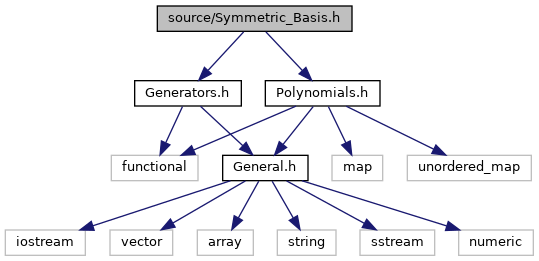 source/Symmetric_Basis.h
Generators.h
Polynomials.h
functional
General.h
map
unordered_map
iostream
vector
array
string
sstream
numeric